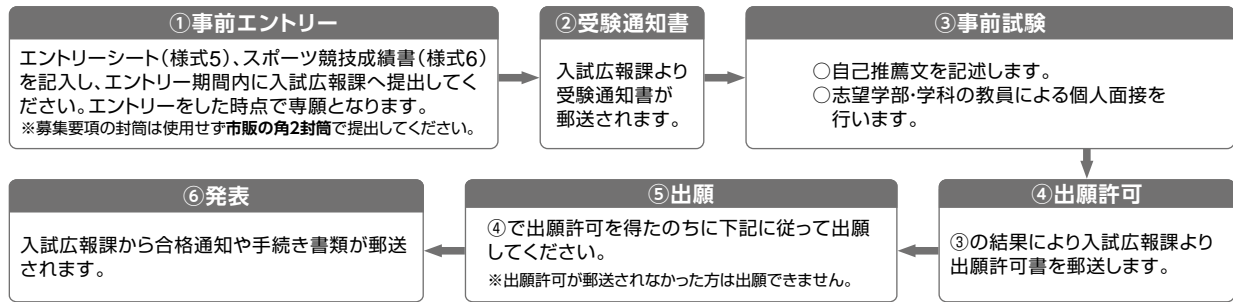 ①事前エントリー
エントリーシート(様式5)、スポーツ競技成績書(様式6)
を記入し、エントリー期間内に入試広報課へ提出してく
ださい。エントリーをした時点で専願となります。
※募集要項の封筒は使用せず市販の角2封筒で提出してください。
②受験通知書
入試広報課より
受験通知書が
郵送されます。
③事前試験
○自己推薦文を記述します。
○志望学部・学科の教員による個人面接を
行います。
④出願許可
③の結果により入試広報課より
出願許可書を郵送します。
⑤出願
④で出願許可を得たのちに下記に従って出願
してください。
※出願許可が郵送されなかった方は出願できません。
⑥発表
入試広報課から合格通知や手続き書類が郵送
されます。